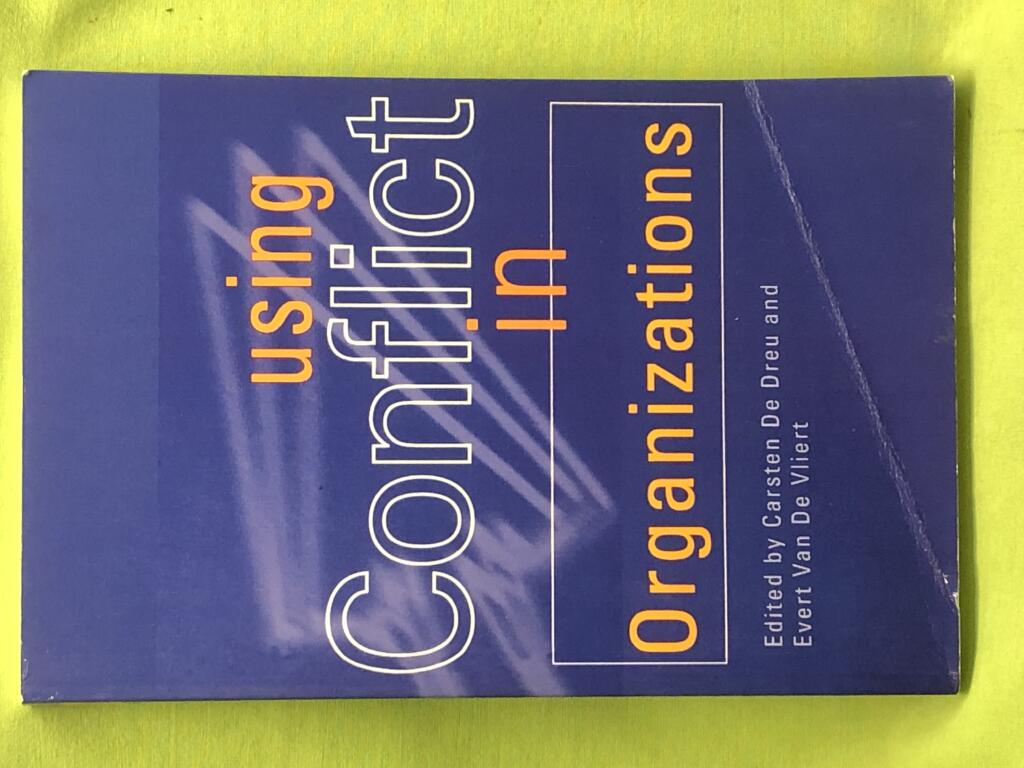 using
Conflict
in
Organizations
Edited by Carsten De Dreu and
Evert Van De Vliert